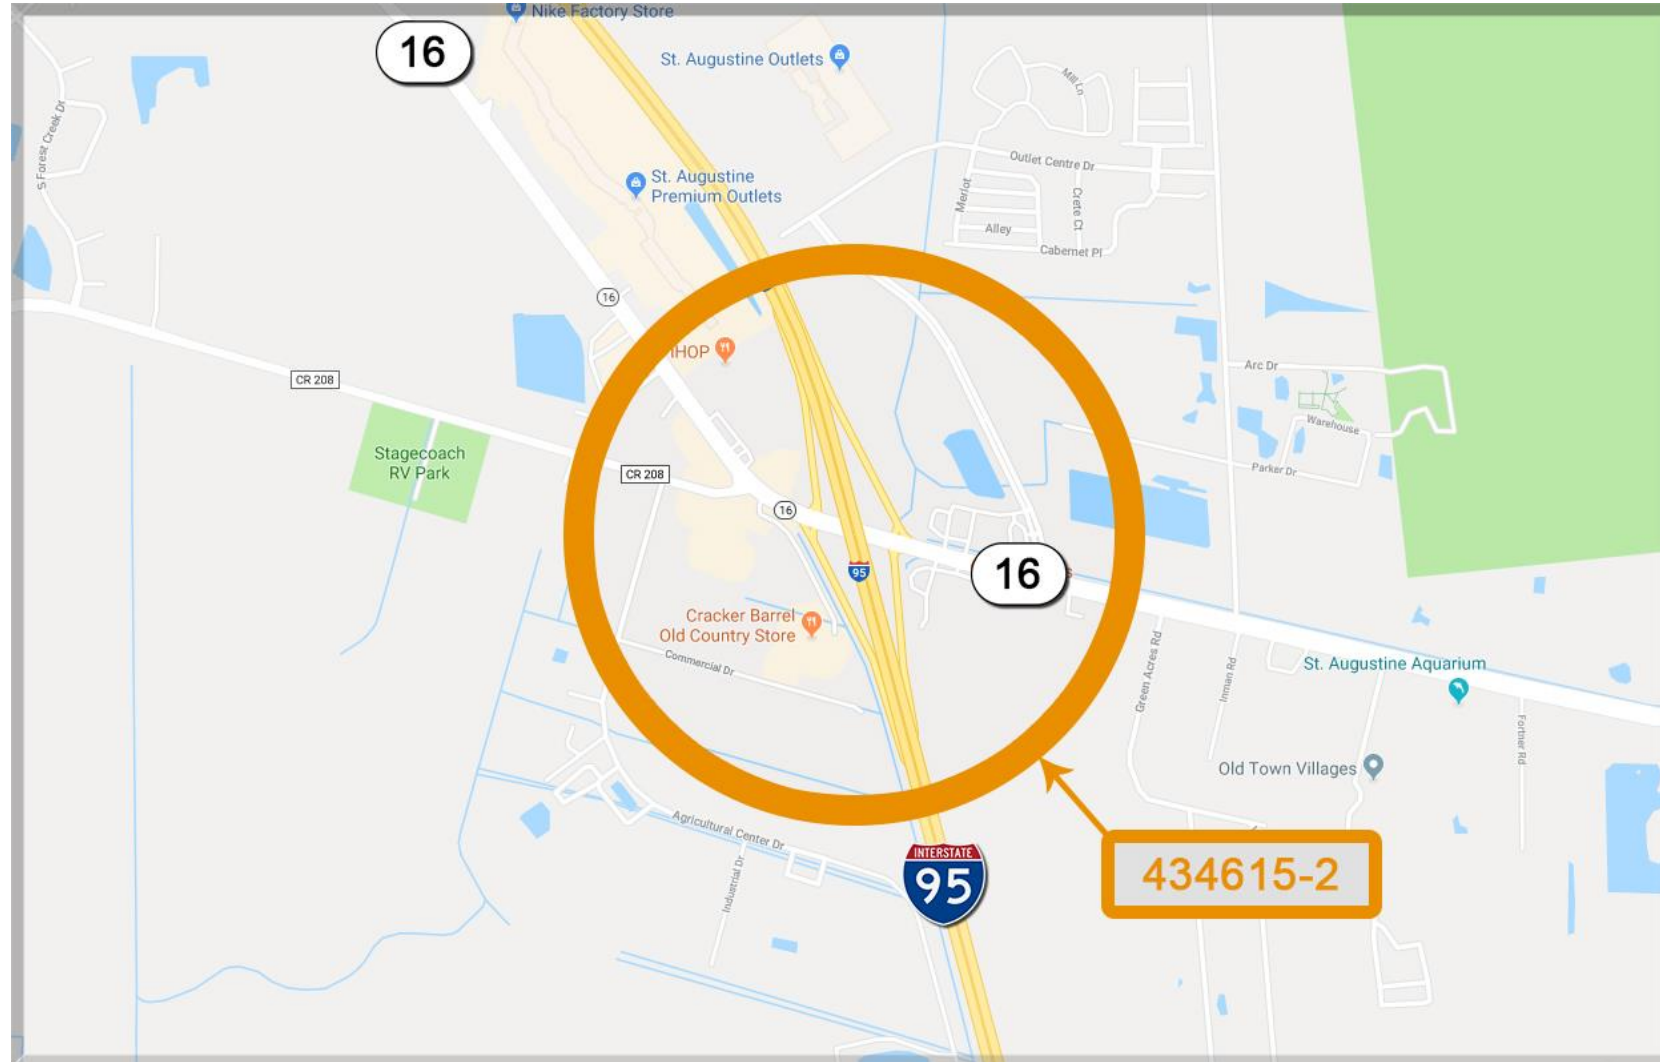 Nike Factory Store
16
St. Augustine Outlets
S Forest Creek Dr
Mill Ln
Outlet Centre Dr
St. Augustine
Premium Outlets
Merlot
Crete Ct
Alley
Cabernet Pl
16
IHOP
Arc Dr
CR 208
Warehouse
Stagecoach
RV Park
CR 208
Parker Dr
16
95
16
Cracker Barrel
Old Country Store
Commercial Dr
Green Acres Rd
Inman Rd
St. Augustine Aquarium
Fortner Rd
Old Town Villages
Agricultural Center Dr
Industrial Dr
INTERSTATE
95
434615-2